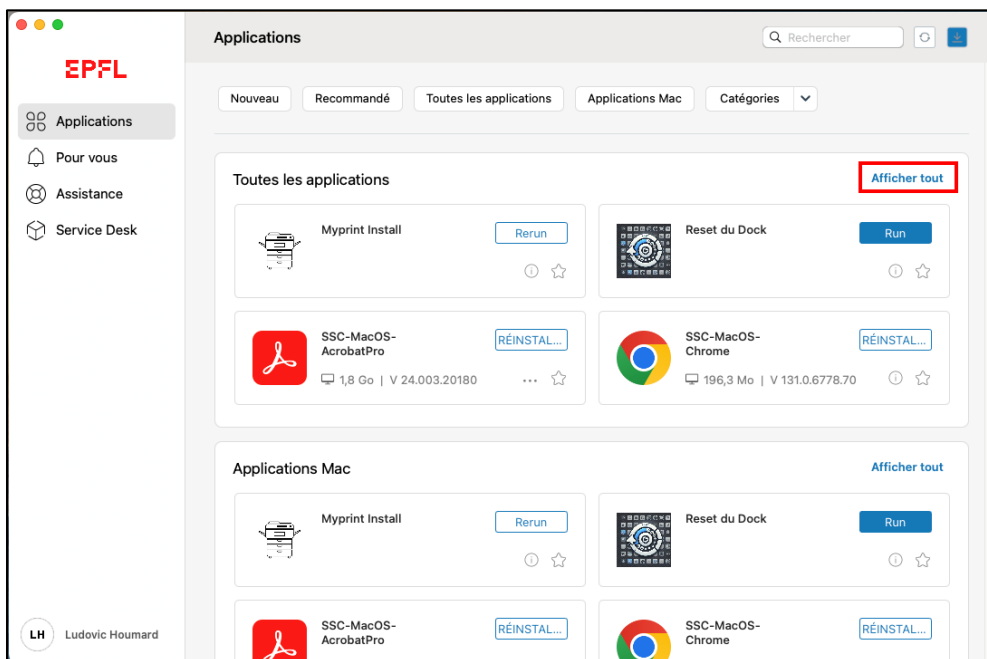 Applications
Rechercher
EPFL
Applications
Pour vous
Assistance
Service Desk
LH Ludovic Houmard
Nouveau Recommandé Toutes les applications Applications Mac Catégories
Toutes les applications Afficher tout
Myprint Install Rerun
Reset du Dock Run
SSC-MacOS-
AcrobatPro
RÉINSTAL...
1,8 Go | V 24.003.20180
SSC-MacOS-
Chrome
RÉINSTAL...
196,3 Mo | V 131.0.6778.70
Applications Mac Afficher tout
Myprint Install Rerun
Reset du Dock Run
SSC-MacOS-
AcrobatPro
RÉINSTAL...
SSC-MacOS-
Chrome
RÉINSTAL...